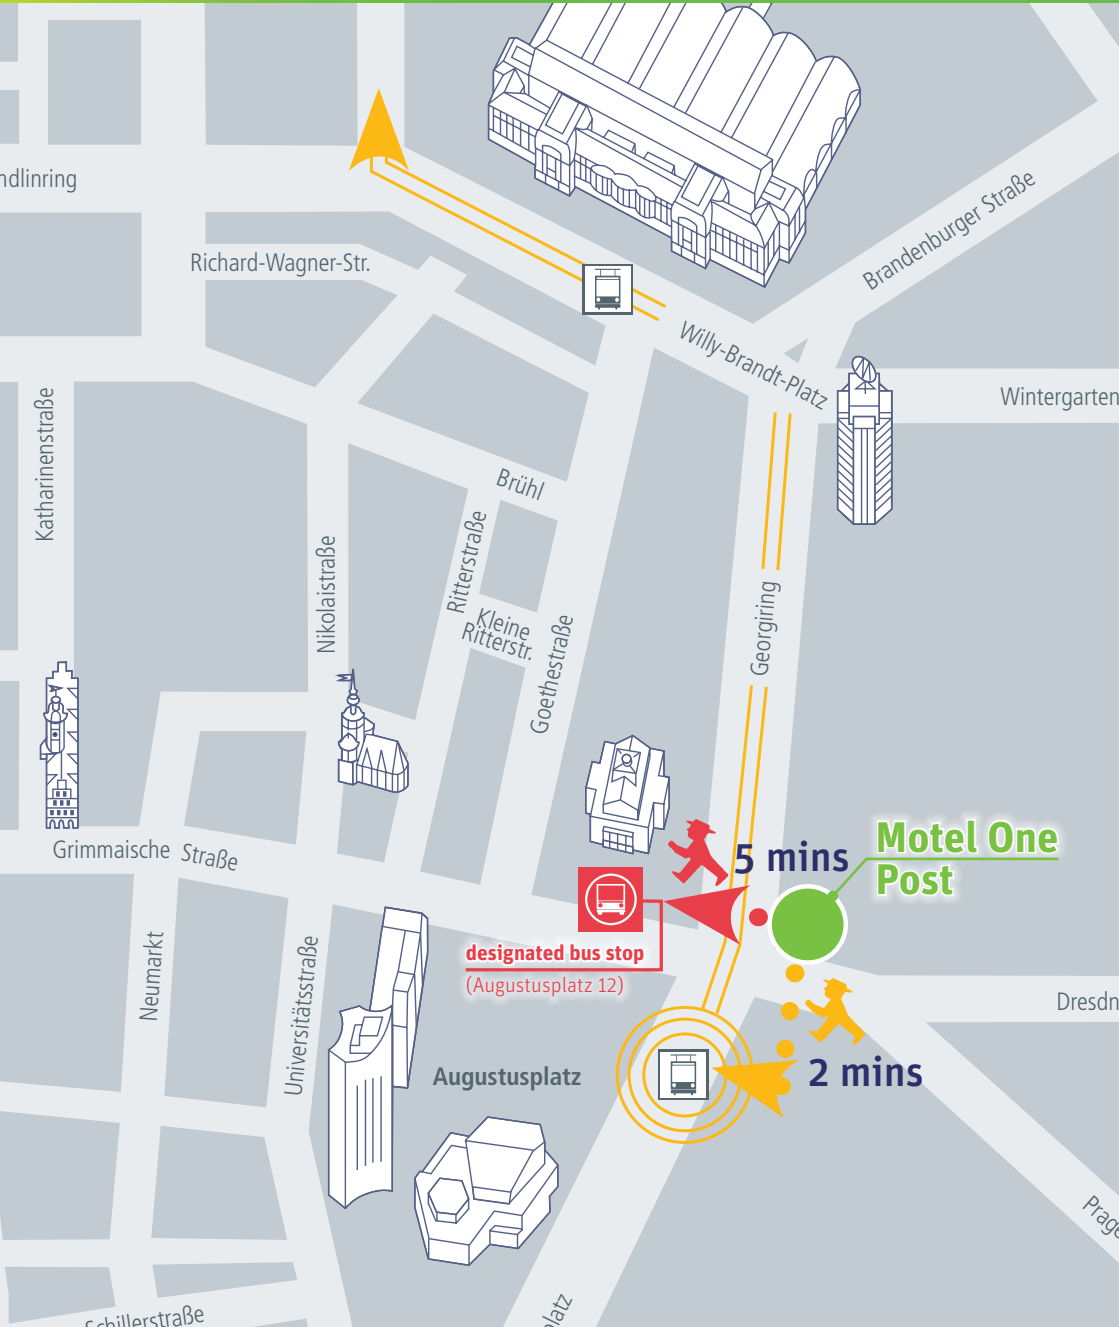 ndlinring
Richard-Wagner-Str.
Brandenburger Straße
Willy-Brandt-Platz
Wintergarten
Katharinenstraße
Brühl
Ritterstraße
Nikolaistraße
Kleine
Ritterstr.
Goethestraße
Georgiring
Motel One
Post
5 mins
Grimmaische Straße
designated bus stop
(Augustusplatz 12)
Neumarkt
Universitätsstraße
Dresdn
Augustusplatz
2 mins
Prage
Schillerstraße
platz